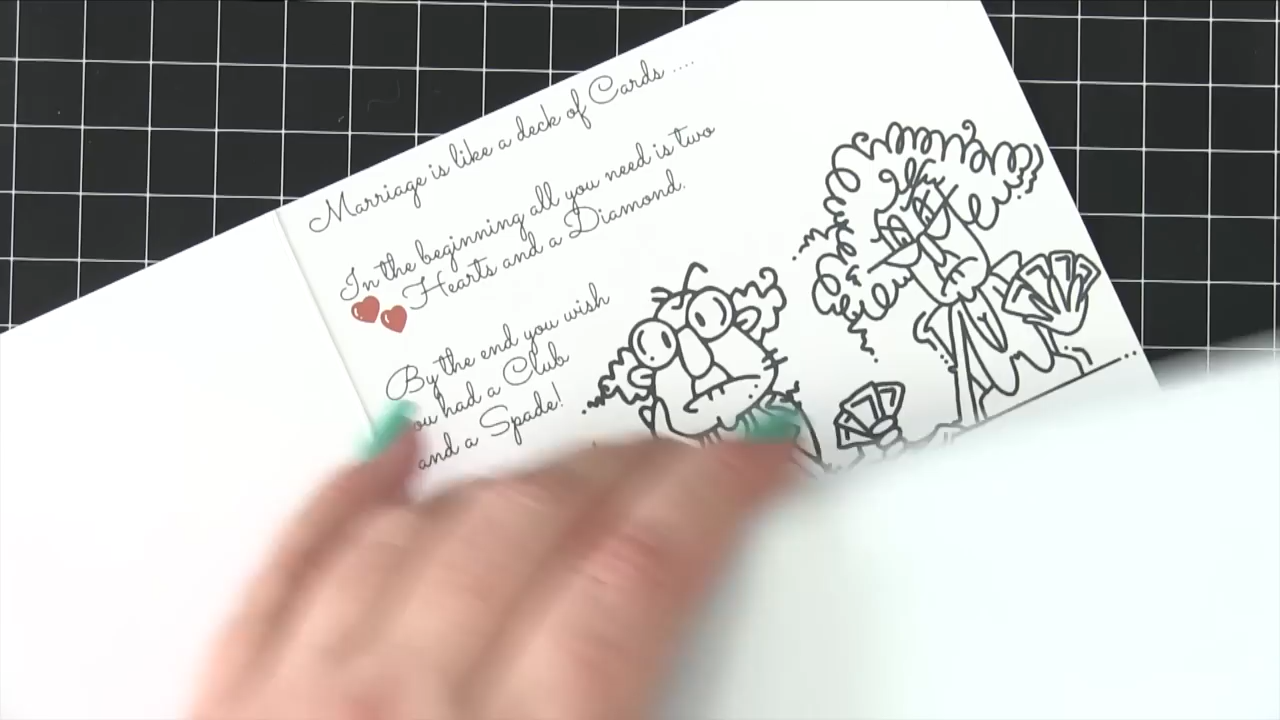 Marriage is like a deck of Cards ....
In the beginning all you need is two
Hearts and a Diamond.
By the end you wish
ou had a Club
and a Spade!